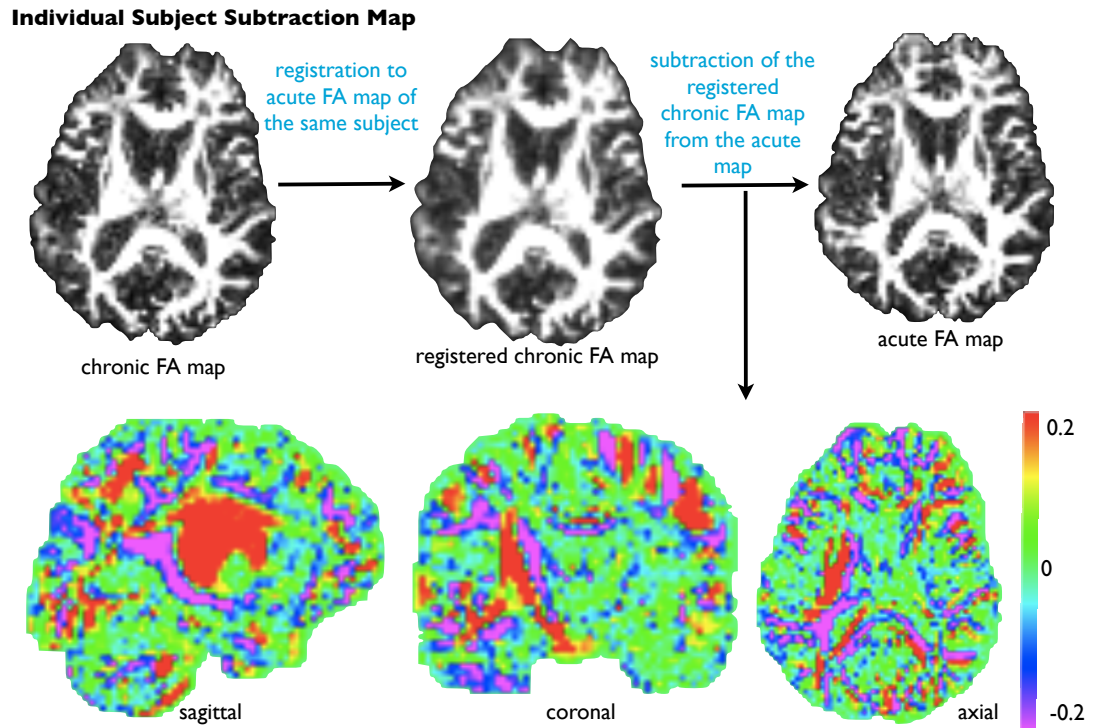 Individual Subject Subtraction Map
registration to
acute FA map of
the same subject
subtraction of the
registered
chronic FA map
from the acute
map
chronic FA map
registered chronic FA map
acute FA map
0.2
0
-0.2
sagittal
coronal
axial